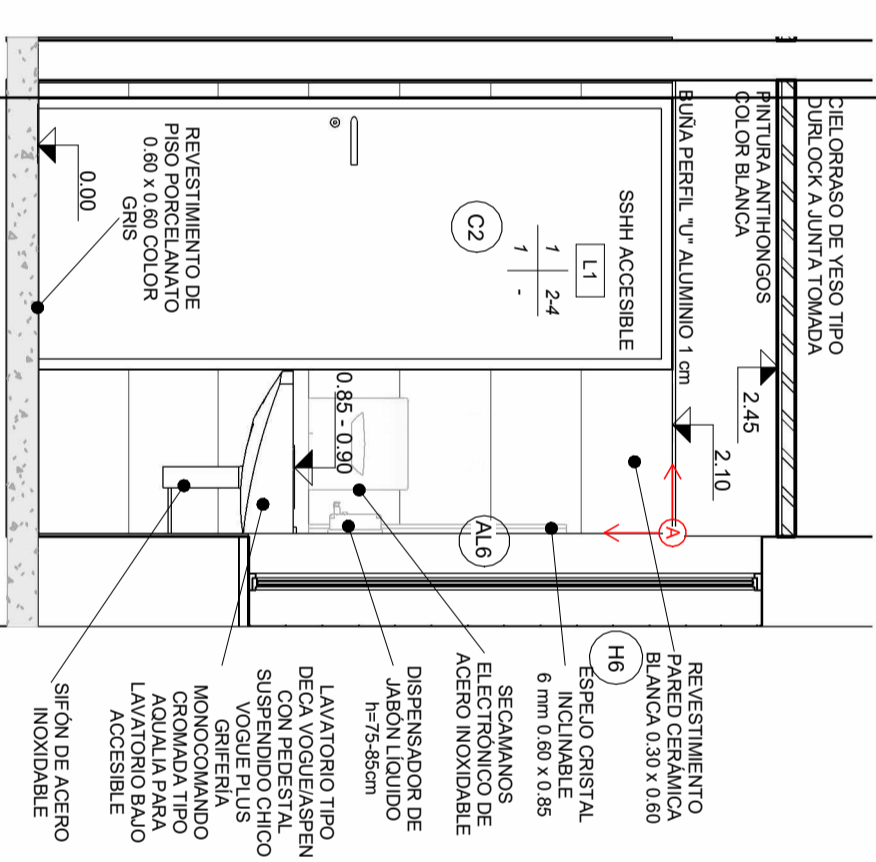 CIELORRASO DE YESO TIPO
DURLOCK A JUNTA TOMADA
PINTURA ANTIHONGOS
COLOR BLANCA
2.45
BUÑA PERFIL "U" ALUMINIO 1 cm
2.10
A
SSHH ACCESIBLE
L1
1
2-4
1
-
C2
AL6
H6
0.85 - 0.90
0.00
REVESTIMIENTO DE
PISO PORCELANATO
0.60 x 0.60 COLOR
GRIS
REVESTIMIENTO
PARED CERÁMICA
BLANCA 0.30 x 0.60
ESPEJO CRISTAL
INCLINABLE
6 mm 0.60 x 0.85
SECAMANOS
ELECTRÓNICO DE
ACERO INOXIDABLE
DISPENSADOR DE
JABÓN LÍQUIDO
h=75-85cm
LAVATORIO TIPO
DECA VOGUE/ASPEN
CON PEDESTAL
SUSPENDIDO CHICO
VOGUE PLUS
GRIFERÍA
MONOCOMANDO
CROMADA TIPO
AQUALIA PARA
LAVATORIO BAJO
ACCESIBLE
SIFÓN DE ACERO
INOXIDABLE